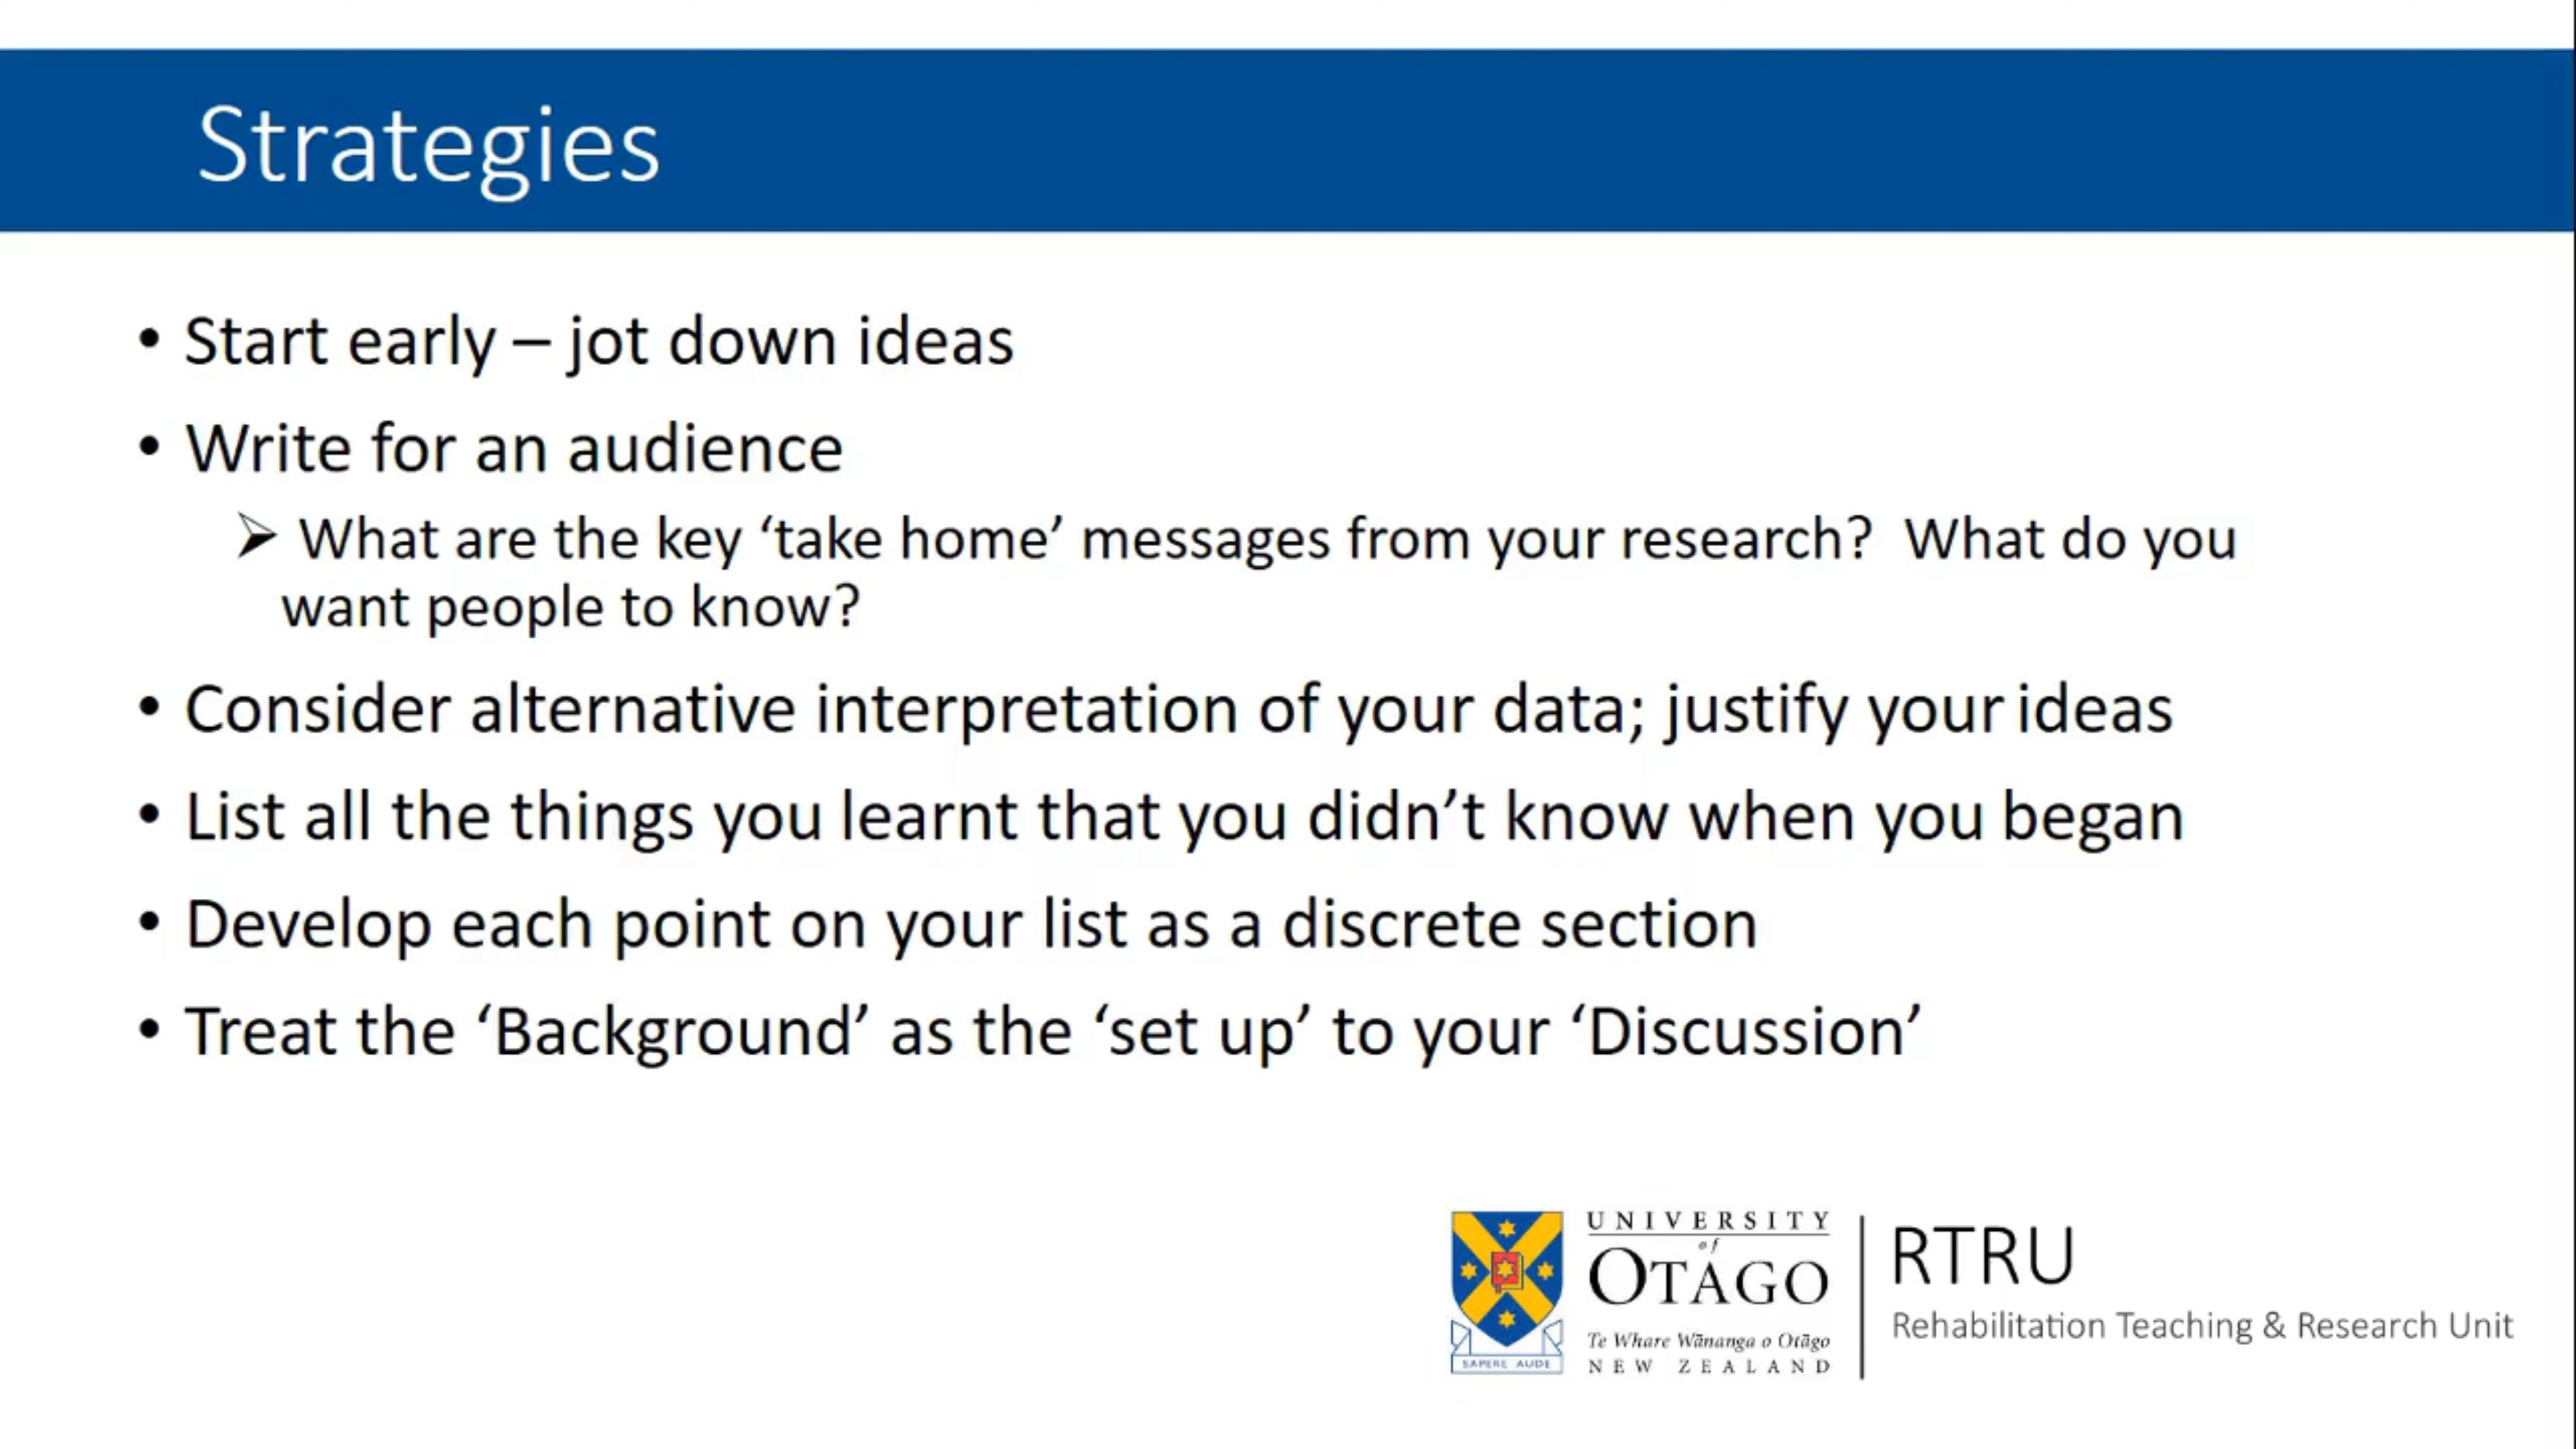 Strategies
• Start early – jot down ideas
• Write for an audience
➢ What are the key ‘take home’ messages from your research?  What do you
want people to know?
• Consider alternative interpretation of your data; justify your ideas
• List all the things you learnt that you didn’t know when you began
• Develop each point on your list as a discrete section
• Treat the ‘Background’ as the ‘set up’ to your ‘Discussion’
UNIVERSITY
of
OTAGO
Te Whare Wānanga o Otāgo
NEW ZEALAND
SAPERE AUDE
RTRU
Rehabilitation Teaching & Research Unit